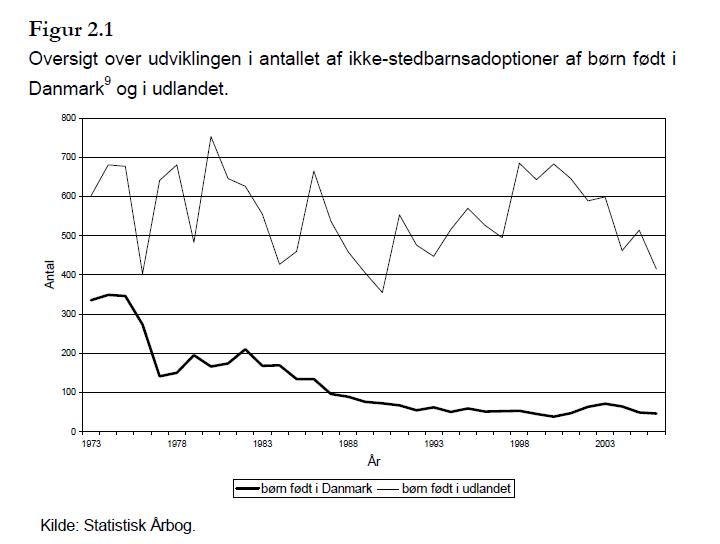 Figur 2.1
Oversigt over udviklingen i antallet af ikke-stedbarnsadoptioner af børn født i
Danmark9 og i udlandet.
800
700
600
500
400
300
200
100
0
Antal
1973 1978 1983 1988 1993 1998 2003
År
børn født i Danmark børn født i udlandet
Kilde: Statistisk Årbog.